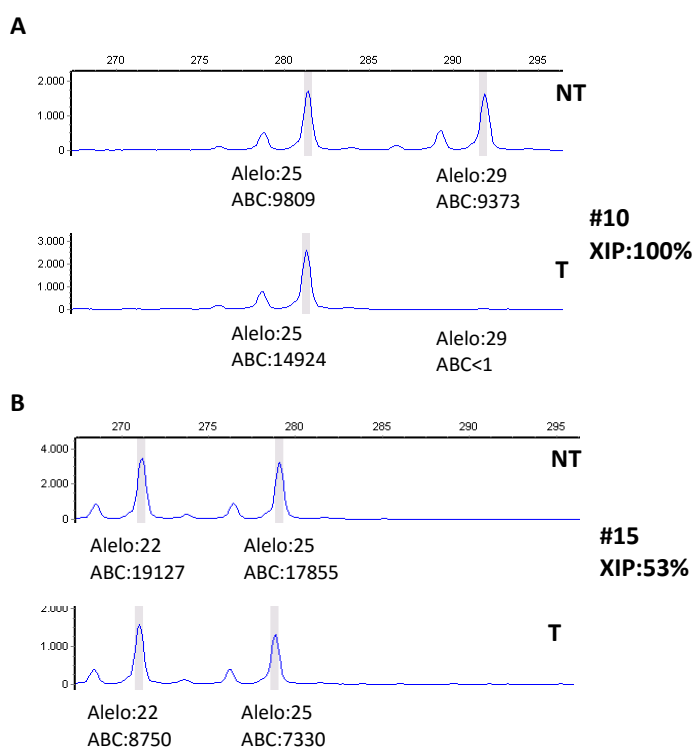 A
270 275 280 285 290 295
2.000
1.000
0
NT
Alelo:25 Alelo:29
ABC:9809 ABC:9373
#10
XIP:100%
3.000
2.000
1.000
0
T
Alelo:25 Alelo:29
ABC:14924 ABC<1
B
270 275 280 285 290 295
4.000
2.000
0
NT
Alelo:22 Alelo:25
ABC:19127 ABC:17855
#15
XIP:53%
2.000
1.000
0
T
Alelo:22 Alelo:25
ABC:8750 ABC:7330